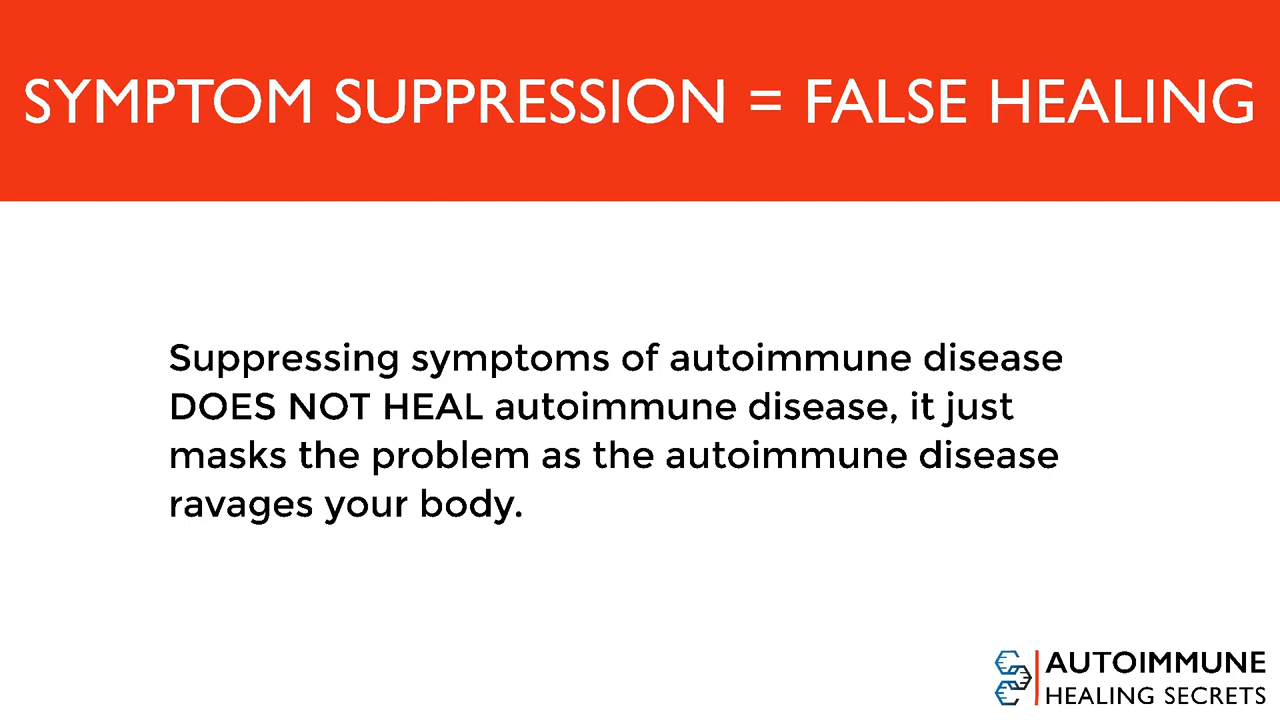 SYMPTOM SUPPRESSION = FALSE HEALING
Suppressing symptoms of autoimmune disease
DOES NOT HEAL autoimmune disease, it just
masks the problem as the autoimmune disease
ravages your body.
AUTOIMMUNE
HEALING SECRETS